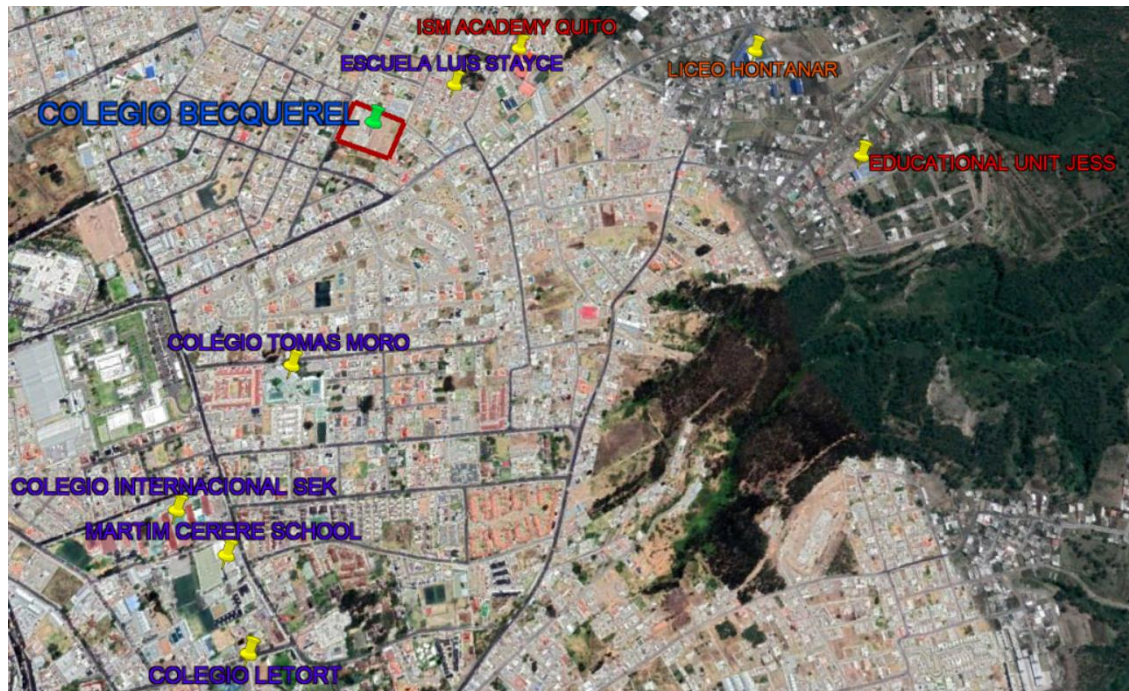 ISM ACADEMY QUITO
ESCUELA LUIS STAYCE
LICEO HONTANAR
COLEGIO BECQUEREL
EDUCATIONAL UNIT JESS
COLEGIO TOMAS MORO
COLEGIO INTERNACIONAL SEK
MARTIM CERERE SCHOOL
COLEGIO LETORT